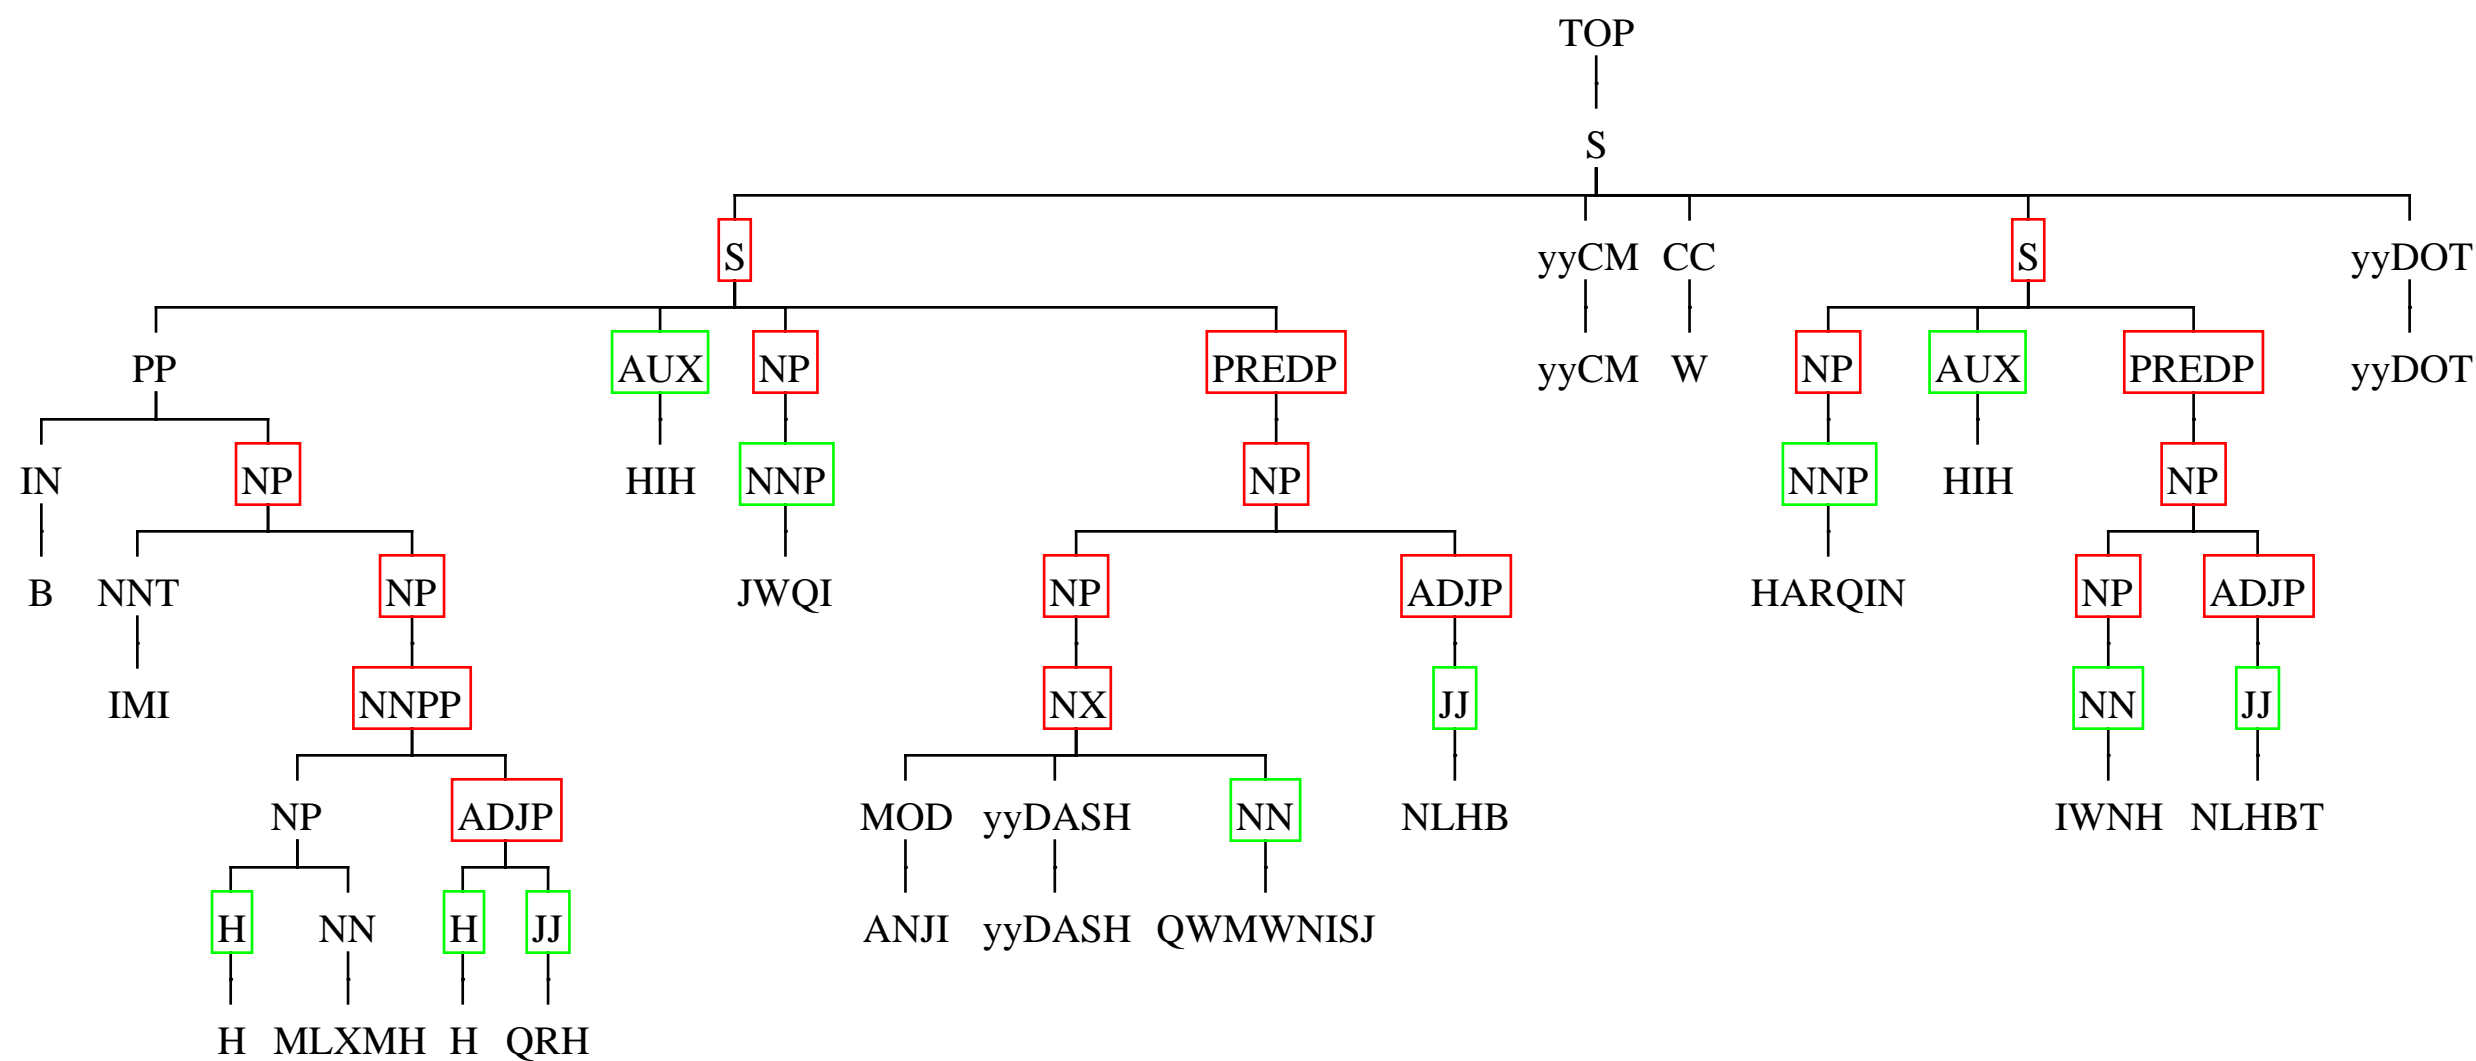 TOP
S
S yyCM CC S yyDOT
PP AUX NP PREDP yyCM W NP AUX PREDP yyDOT
IN NP HIH NNP NP NNP HIH NP
B NNT NP JWQI NP ADJP HARQIN NP ADJP
IMI NNPP NX JJ NN JJ
NP ADJP MOD yyDASH NN NLHB IWNH NLHBT
H NN H JJ ANJI yyDASH QWMWNISJ
H MLXMH H QRH